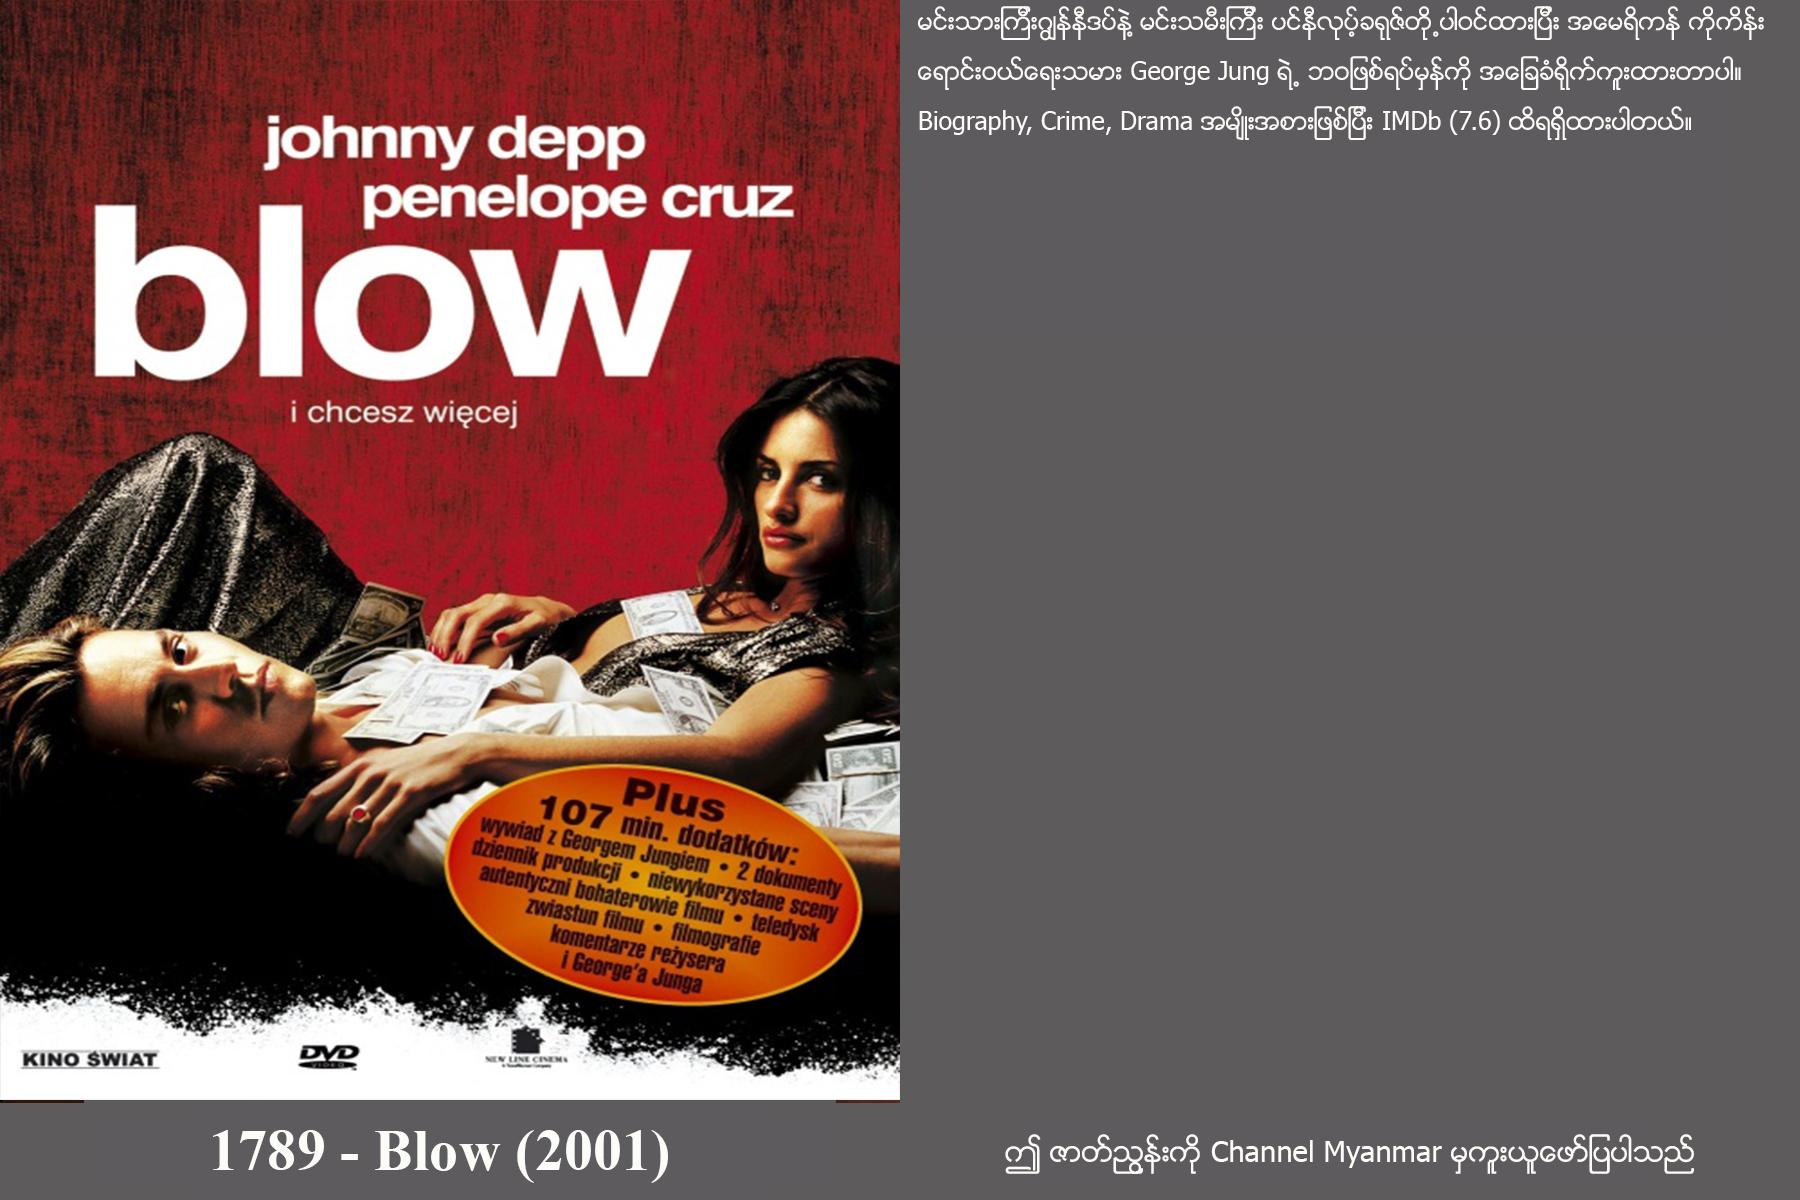 johnny depp
penelope cruz
blow
i chcesz więcej
Plus
107 min. dodatków:
wywiad z Georgem Jungiem • 2 dokumenty
dziennik produkcji • niewykorzystane sceny
autentyczni bohaterowie filmu • teledysk
zwiastun filmu • filmografie
komentarze reżysera
i George'a Junga
KINO ŚWIAT
DVD
VIDEO
NEW LINE CINEMA
1789 - Blow (2001)
မင်းသားကြီးဂျွန်နီဒပ်နဲ့ မင်းသမီးကြီး ပင်နီလုပ့်ခရုဇ်တို့ပါဝင်ထားပြီး အမေရိကန် ကိုကိန်း
ရောင်းဝယ်ရေးသမား George Jung ရဲ့ ဘဝဖြစ်ရပ်မှန်ကို အခြေခံရိုက်ကူးထားတာပါ။
Biography, Crime, Drama အမျိုးအစားဖြစ်ပြီး IMDb (7.6) ထိရရှိထားပါတယ်။
ဤ ဇာတ်ညွှန်းကို Channel Myanmar မှကူးယူဖော်ပြပါသည်